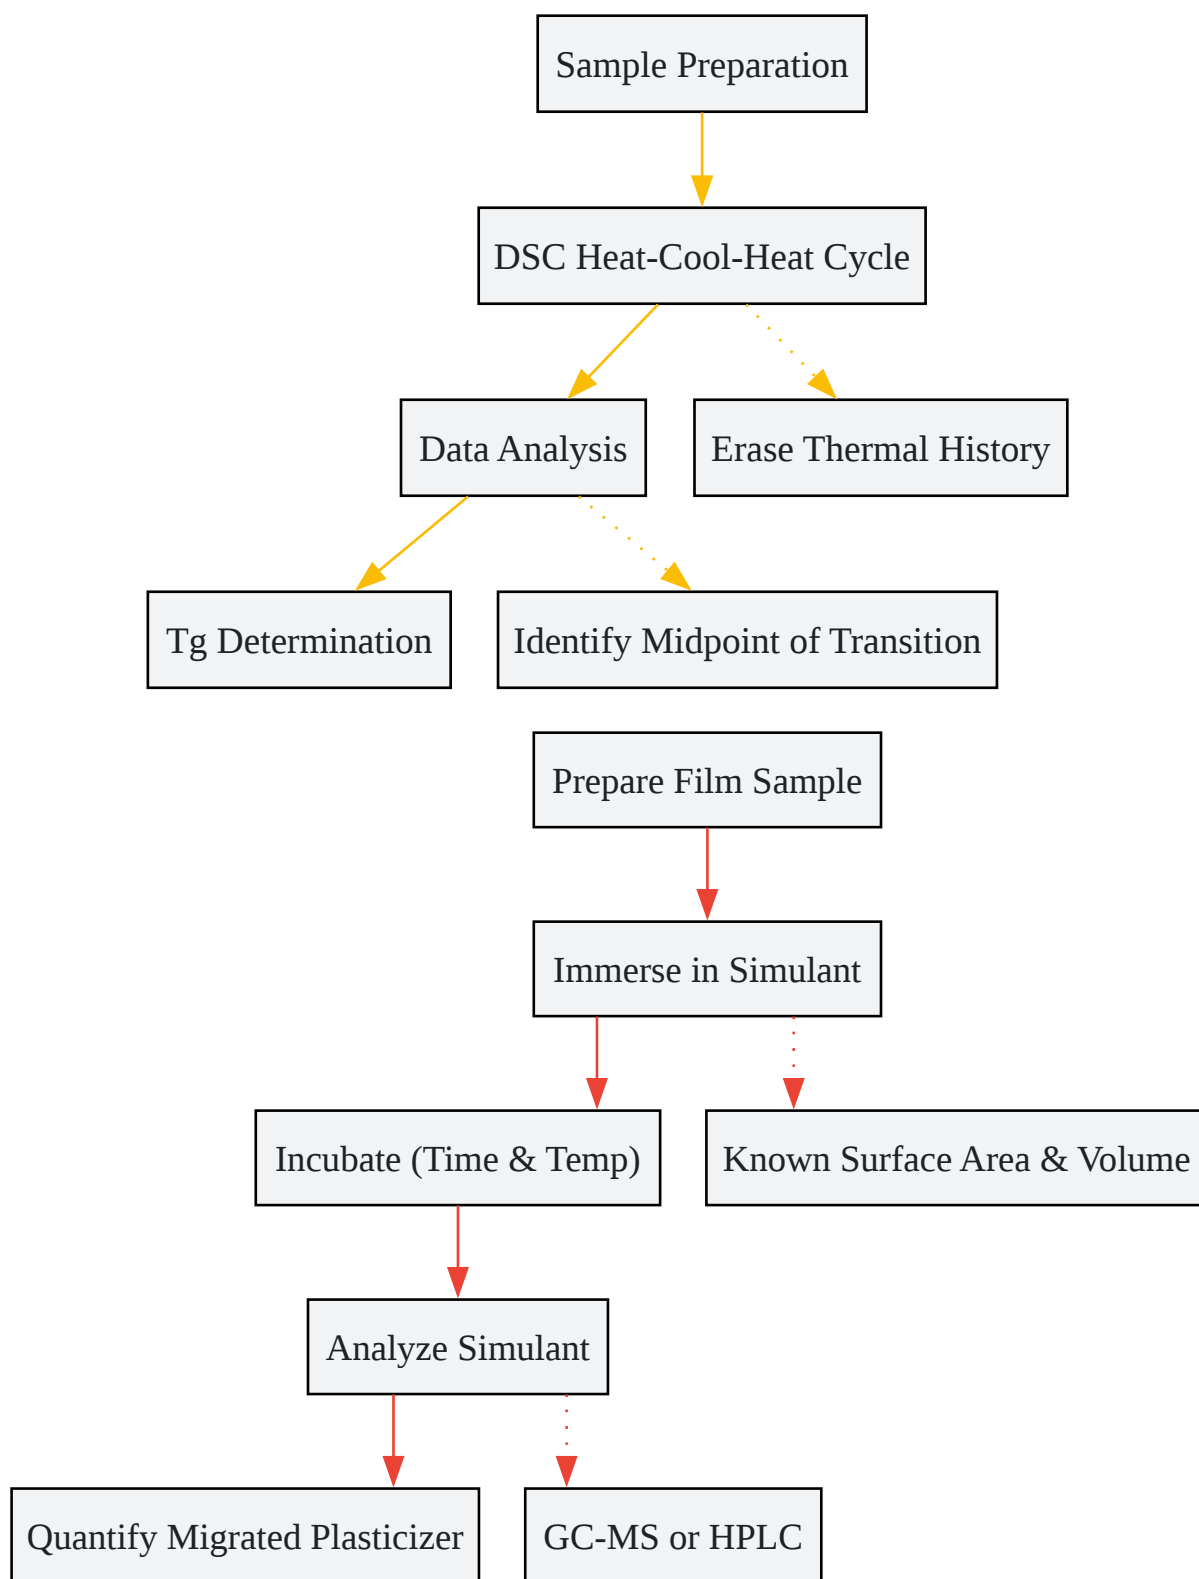 Sample Preparation
DSC Heat-Cool-Heat Cycle
Data Analysis
Erase Thermal History
Tg Determination
Identify Midpoint of Transition
Prepare Film Sample
Immerse in Simulant
Incubate (Time & Temp)
Known Surface Area & Volume
Analyze Simulant
Quantify Migrated Plasticizer
GC-MS or HPLC